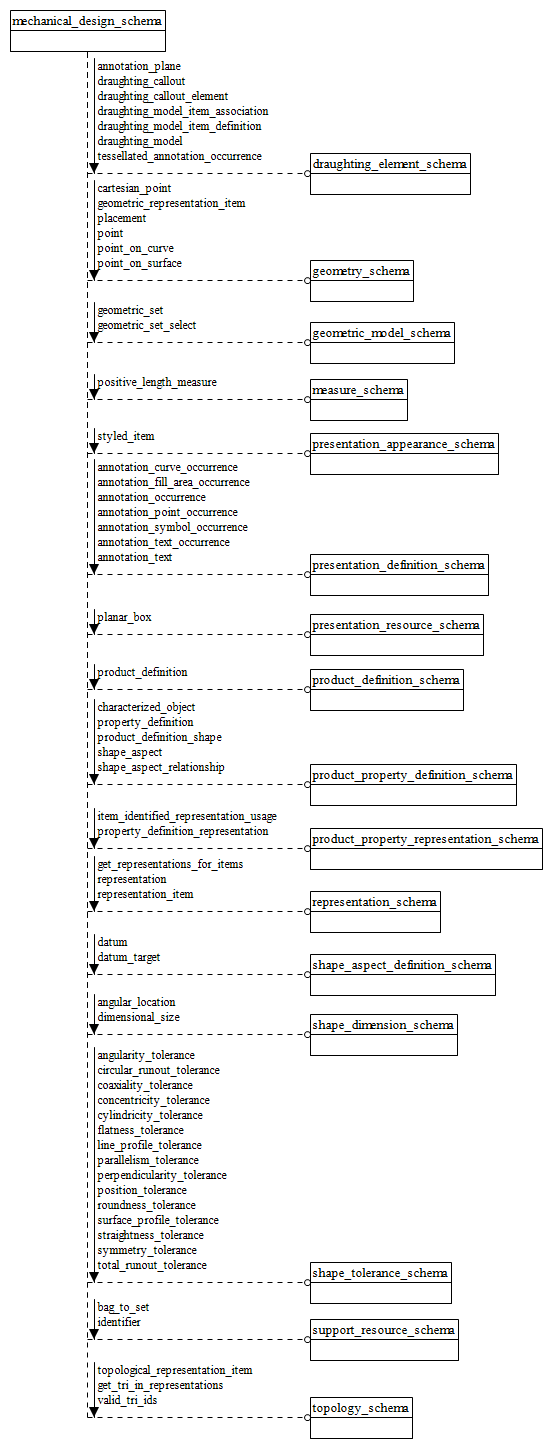 mechanical_design_schema
annotation_plane
draughting_callout
draughting_callout_element
draughting_model_item_association
draughting_model_item_definition
draughting_model
tessellated_annotation_occurrence
draughting_element_schema
cartesian_point
geometric_representation_item
placement
point
point_on_curve
point_on_surface
geometry_schema
geometric_set
geometric_set_select
geometric_model_schema
positive_length_measure
measure_schema
styled_item
presentation_appearance_schema
annotation_curve_occurrence
annotation_fill_area_occurrence
annotation_occurrence
annotation_point_occurrence
annotation_symbol_occurrence
annotation_text_occurrence
annotation_text
presentation_definition_schema
planar_box
presentation_resource_schema
product_definition
product_definition_schema
characterized_object
property_definition
product_definition_shape
shape_aspect
shape_aspect_relationship
product_property_definition_schema
item_identified_representation_usage
property_definition_representation
product_property_representation_schema
get_representations_for_items
representation
representation_item
representation_schema
datum
datum_target
shape_aspect_definition_schema
angular_location
dimensional_size
shape_dimension_schema
angularity_tolerance
circular_runout_tolerance
coaxiality_tolerance
concentricity_tolerance
cylindricity_tolerance
flatness_tolerance
line_profile_tolerance
parallelism_tolerance
perpendicularity_tolerance
position_tolerance
roundness_tolerance
surface_profile_tolerance
straightness_tolerance
symmetry_tolerance
total_runout_tolerance
shape_tolerance_schema
bag_to_set
identifier
support_resource_schema
topological_representation_item
get_tri_in_representations
valid_tri_ids
topology_schema